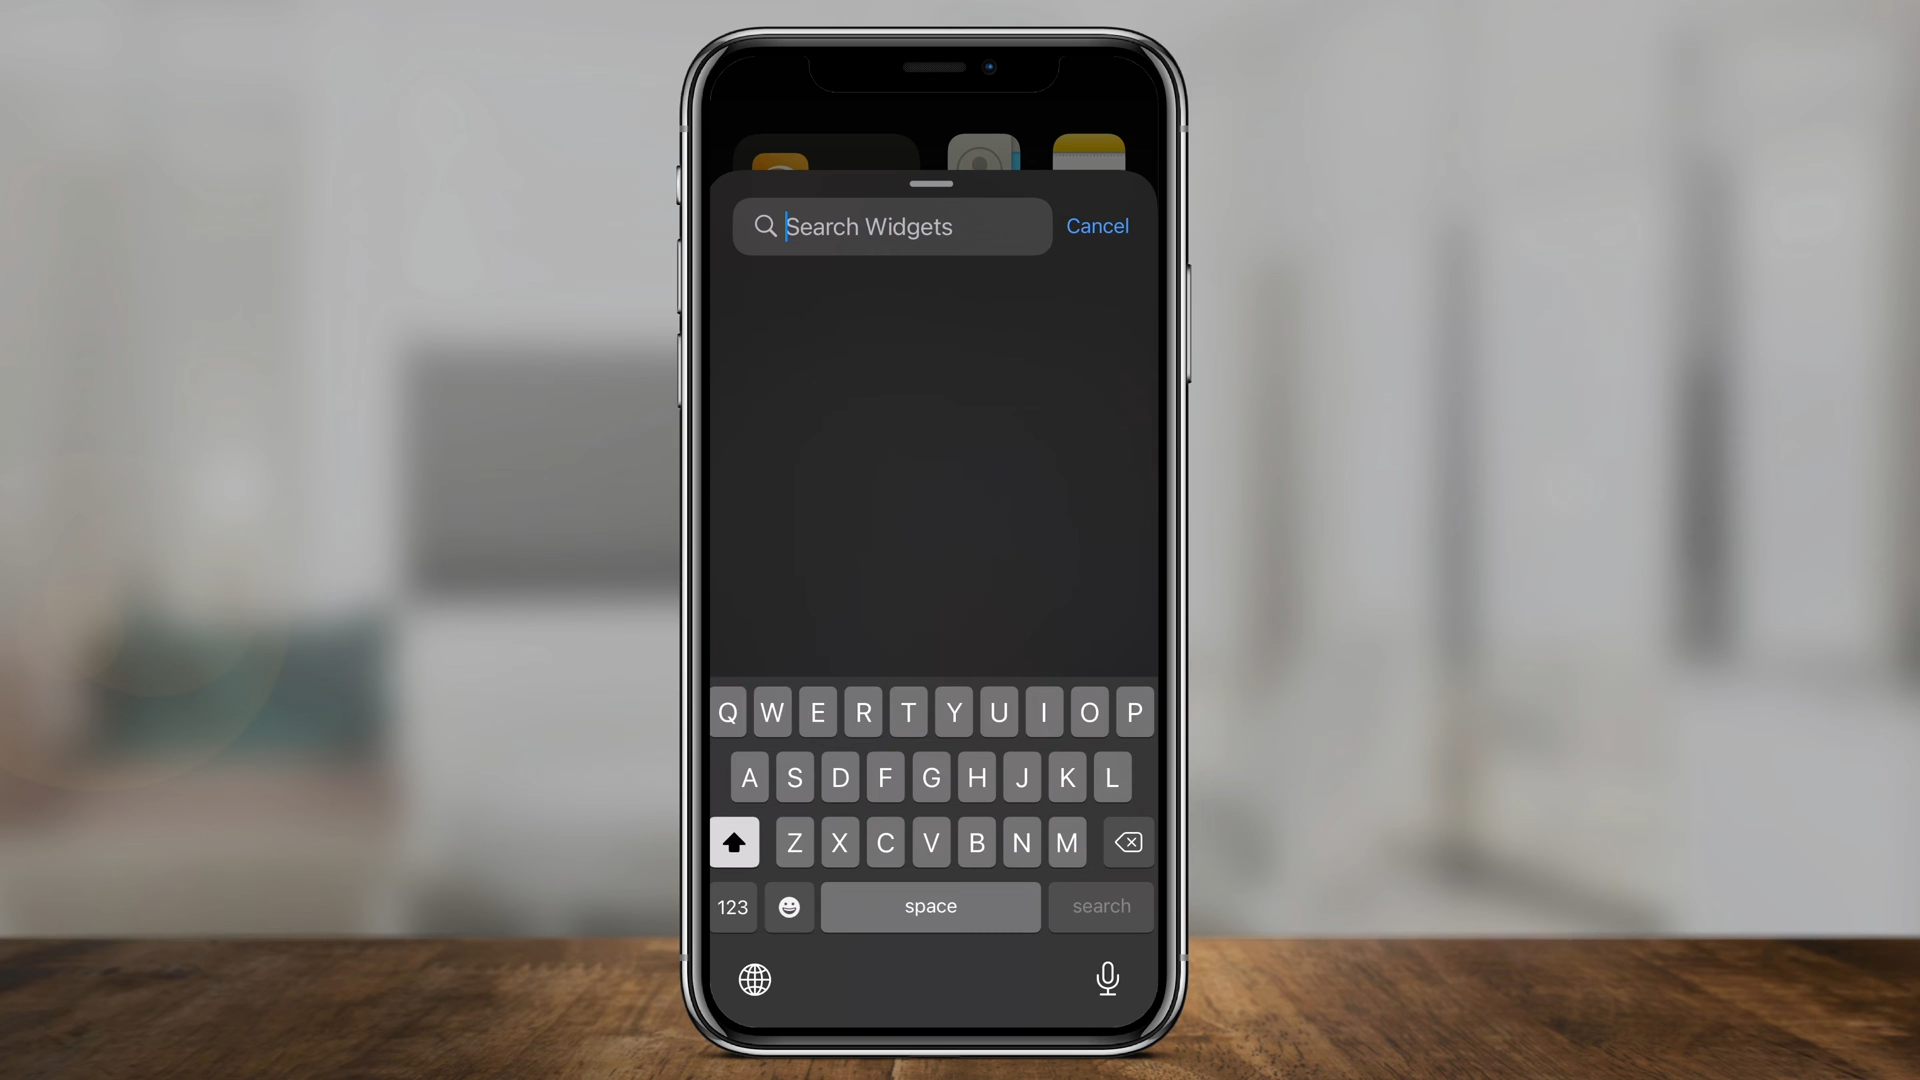 Search Widgets Cancel
Q W E R T Y U I O P
A S D F G H J K L
Z X C V B N M
123 space search